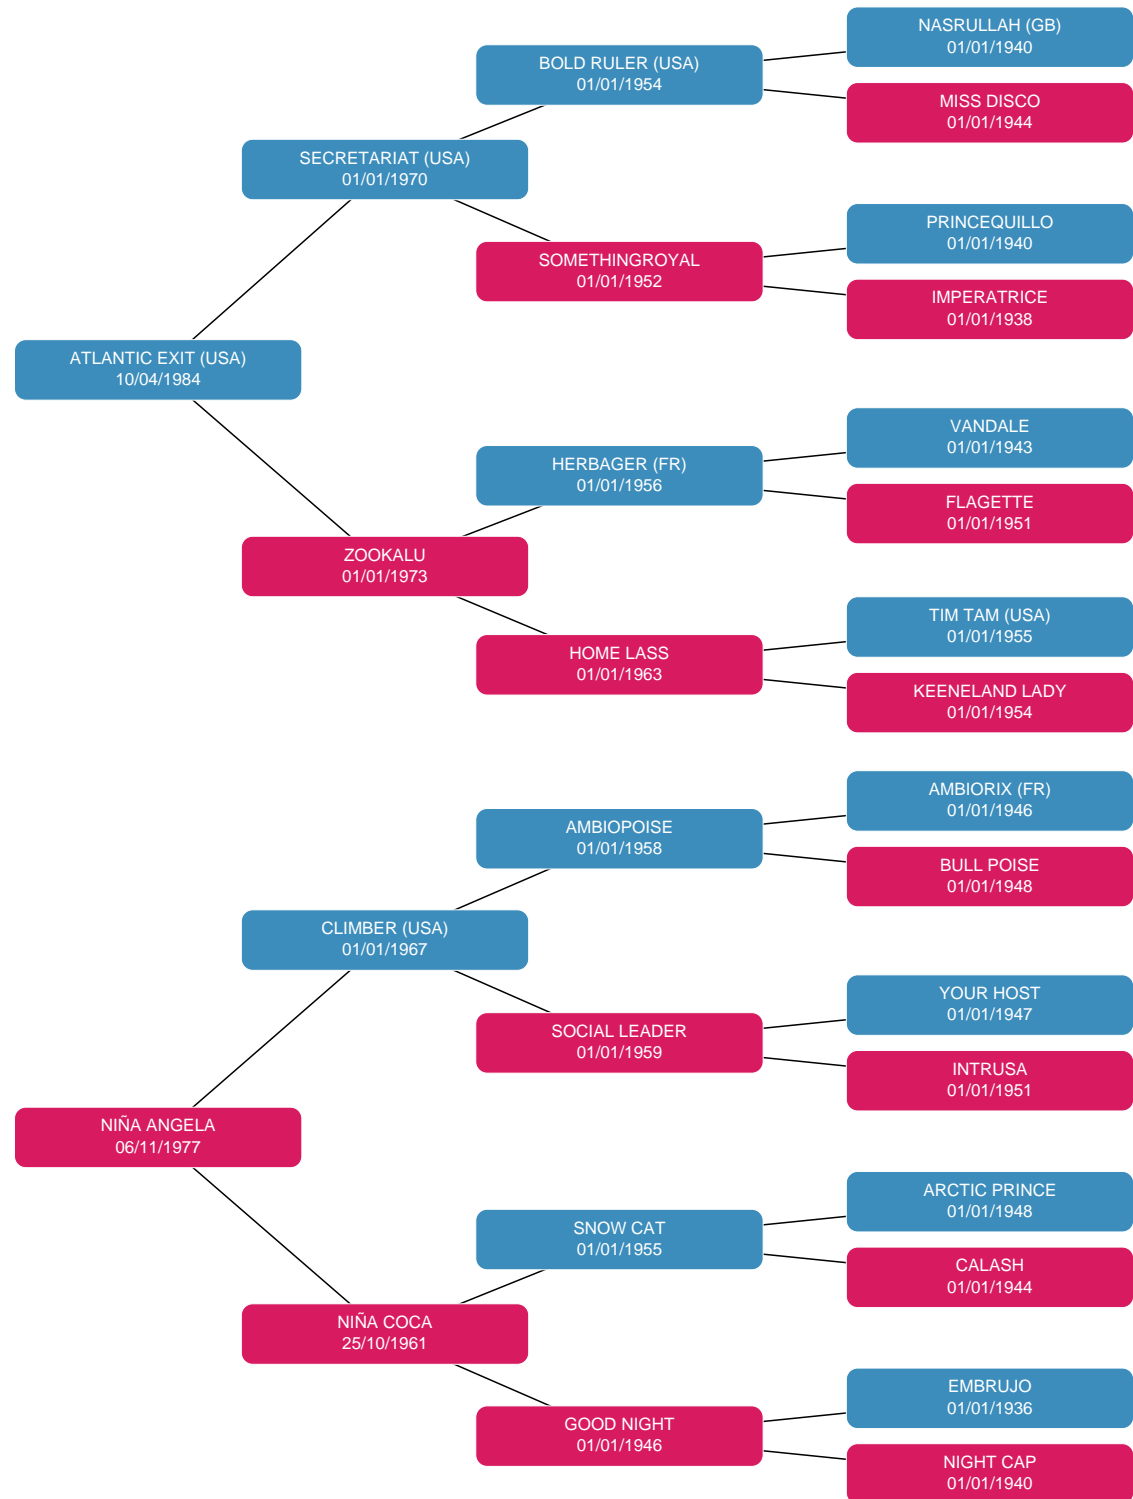 NASRULLAH (GB)
01/01/1940
BOLD RULER (USA)
01/01/1954
MISS DISCO
01/01/1944
SECRETARIAT (USA)
01/01/1970
PRINCEQUILLO
01/01/1940
SOMETHINGROYAL
01/01/1952
IMPERATRICE
01/01/1938
ATLANTIC EXIT (USA)
10/04/1984
VANDALE
01/01/1943
HERBAGER (FR)
01/01/1956
FLAGETTE
01/01/1951
ZOOKALU
01/01/1973
TIM TAM (USA)
01/01/1955
HOME LASS
01/01/1963
KEENELAND LADY
01/01/1954
AMBIORIX (FR)
01/01/1946
AMBIOPOISE
01/01/1958
BULL POISE
01/01/1948
CLIMBER (USA)
01/01/1967
YOUR HOST
01/01/1947
SOCIAL LEADER
01/01/1959
INTRUSA
01/01/1951
NIÑA ANGELA
06/11/1977
ARCTIC PRINCE
01/01/1948
SNOW CAT
01/01/1955
CALASH
01/01/1944
NIÑA COCA
25/10/1961
EMBRUJO
01/01/1936
GOOD NIGHT
01/01/1946
NIGHT CAP
01/01/1940